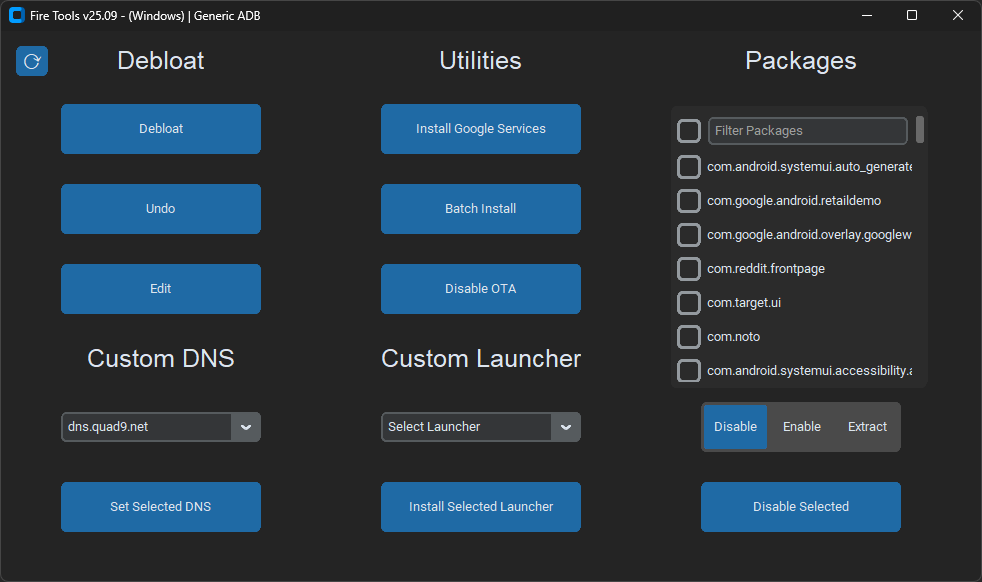 Fire Tools v25.09 - (Windows) | Generic ADB
Debloat
Debloat
Undo
Edit
Custom DNS
dns.quad9.net
Set Selected DNS
Utilities
Install Google Services
Batch Install
Disable OTA
Custom Launcher
Select Launcher
Install Selected Launcher
Packages
Filter Packages
com.android.systemui.auto_generate
com.google.android.retaildemo
com.google.android.overlay.googlew
com.reddit.frontpage
com.target.ui
com.noto
com.android.systemui.accessibility.a
Disable Enable Extract
Disable Selected